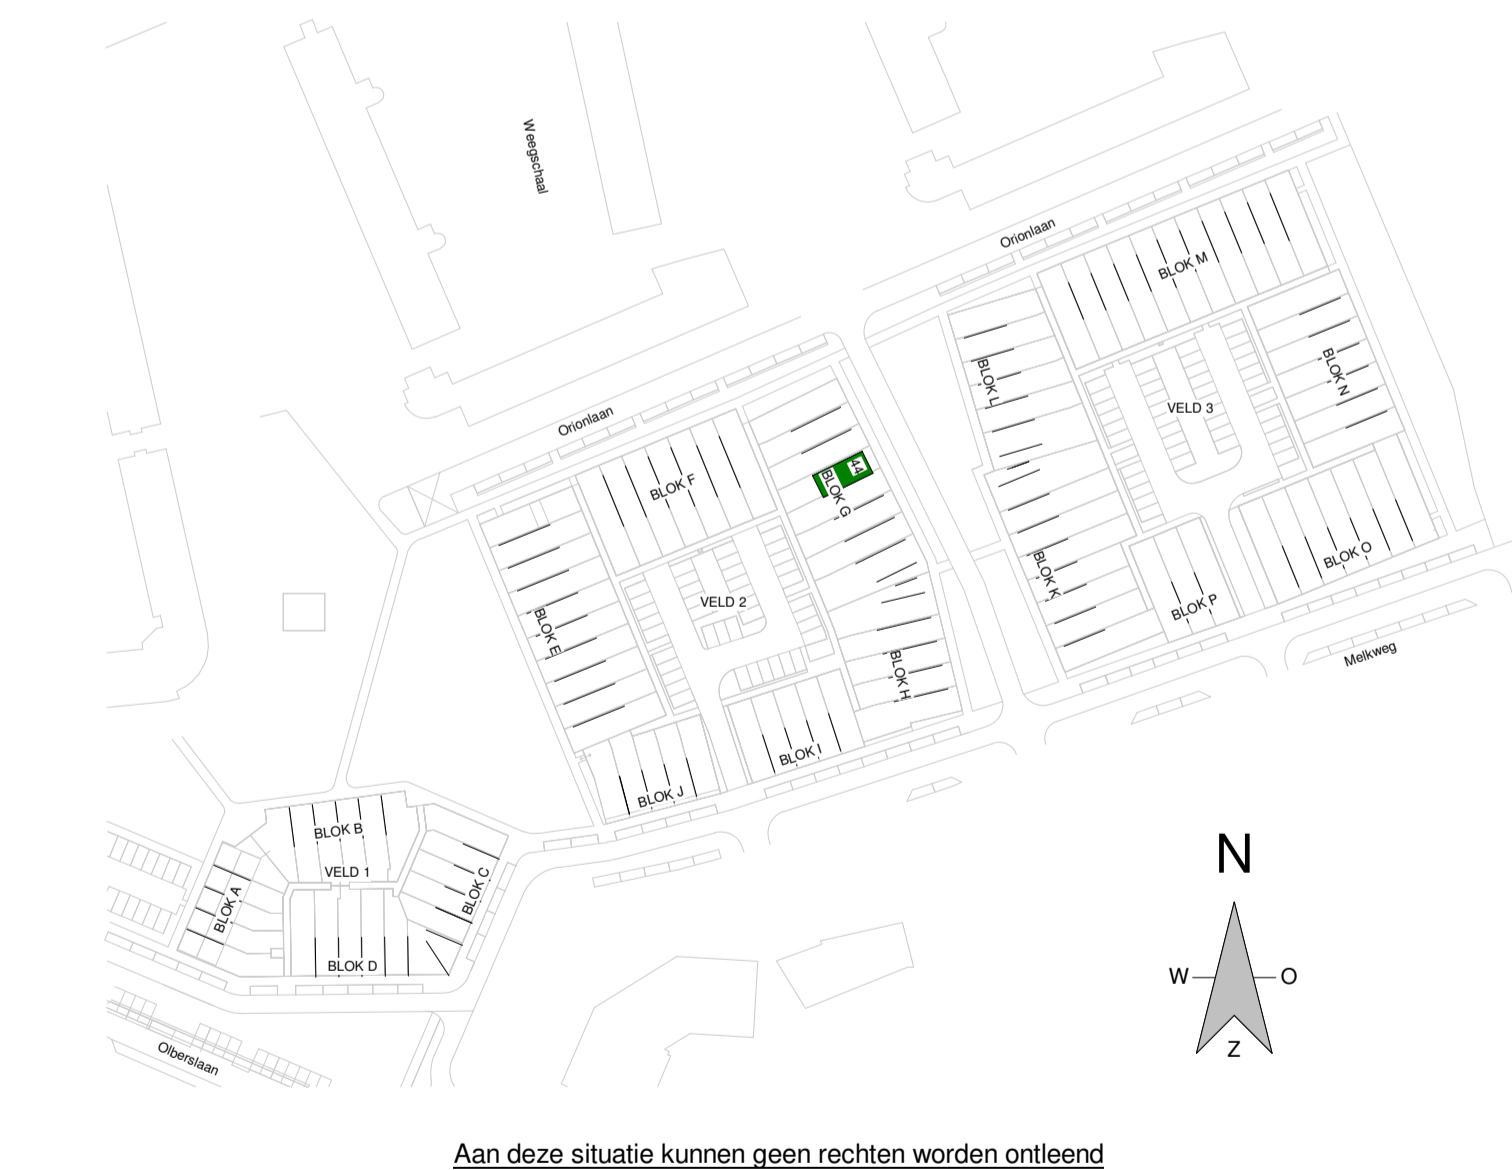 Weegschaal
Orionlaan
BLOK M
BLOK L
BLOK N
VELD 3
Orionlaan
44
BLOK F
BLOK G
BLOK K
BLOK O
BLOK P
VELD 2
BLOK E
Melkweg
BLOK H
BLOK I
BLOK J
BLOK B
VELD 1
BLOK C
BLOK A
BLOK D
N
W
O
Z
Olberslaan
Aan deze situatie kunnen geen rechten worden ontleend